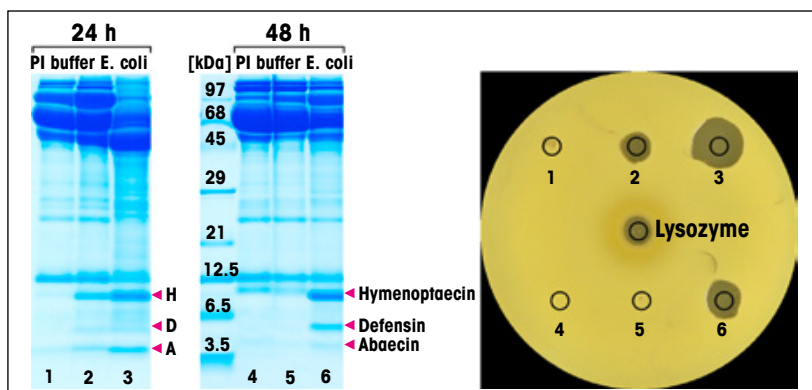 24 h
48 h
PI buffer E. coli
[kDa]
PI buffer E. coli
97
68
45
29
21
12.5
6.5
3.5
H
D
A
Hymenoptaecin
Defensin
Abaecin
1 2 3
4 5 6
1 2 3
Lysozyme
4 5 6